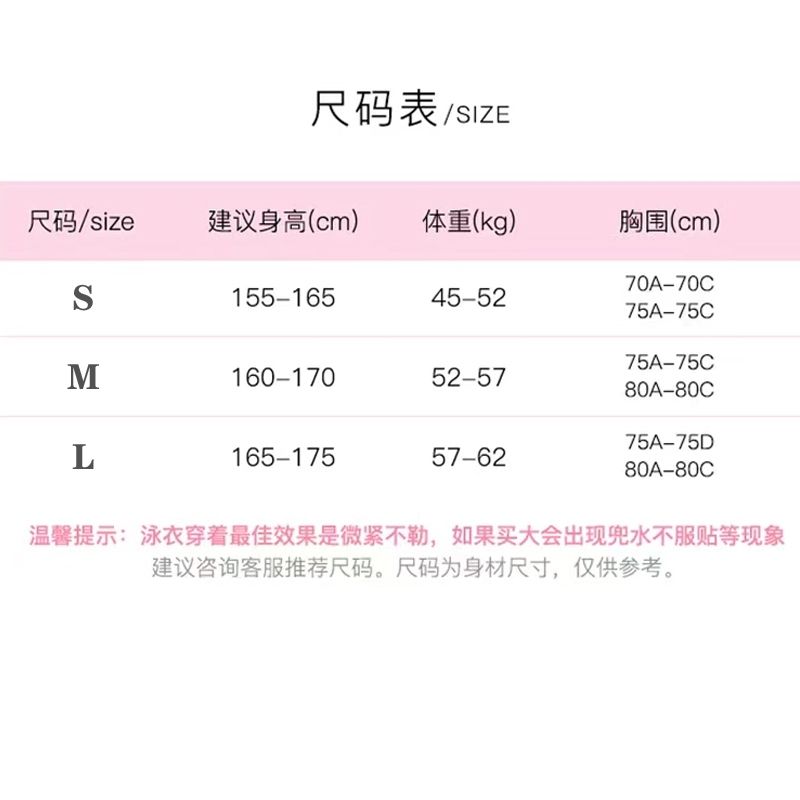 尺码表/SIZE
尺码/size 建议身高(cm) 体重(kg) 胸围(cm)
S 155-165 45-52 70A-70C
75A-75C
M 160-170 52-57 75A-75C
80A-80C
L 165-175 57-62 75A-75D
80A-80C
温馨提示：泳衣穿着最佳效果是微紧不勒，如果买大会出现兜水不服贴等现象
建议咨询客服推荐尺码。尺码为身材尺寸，仅供参考。